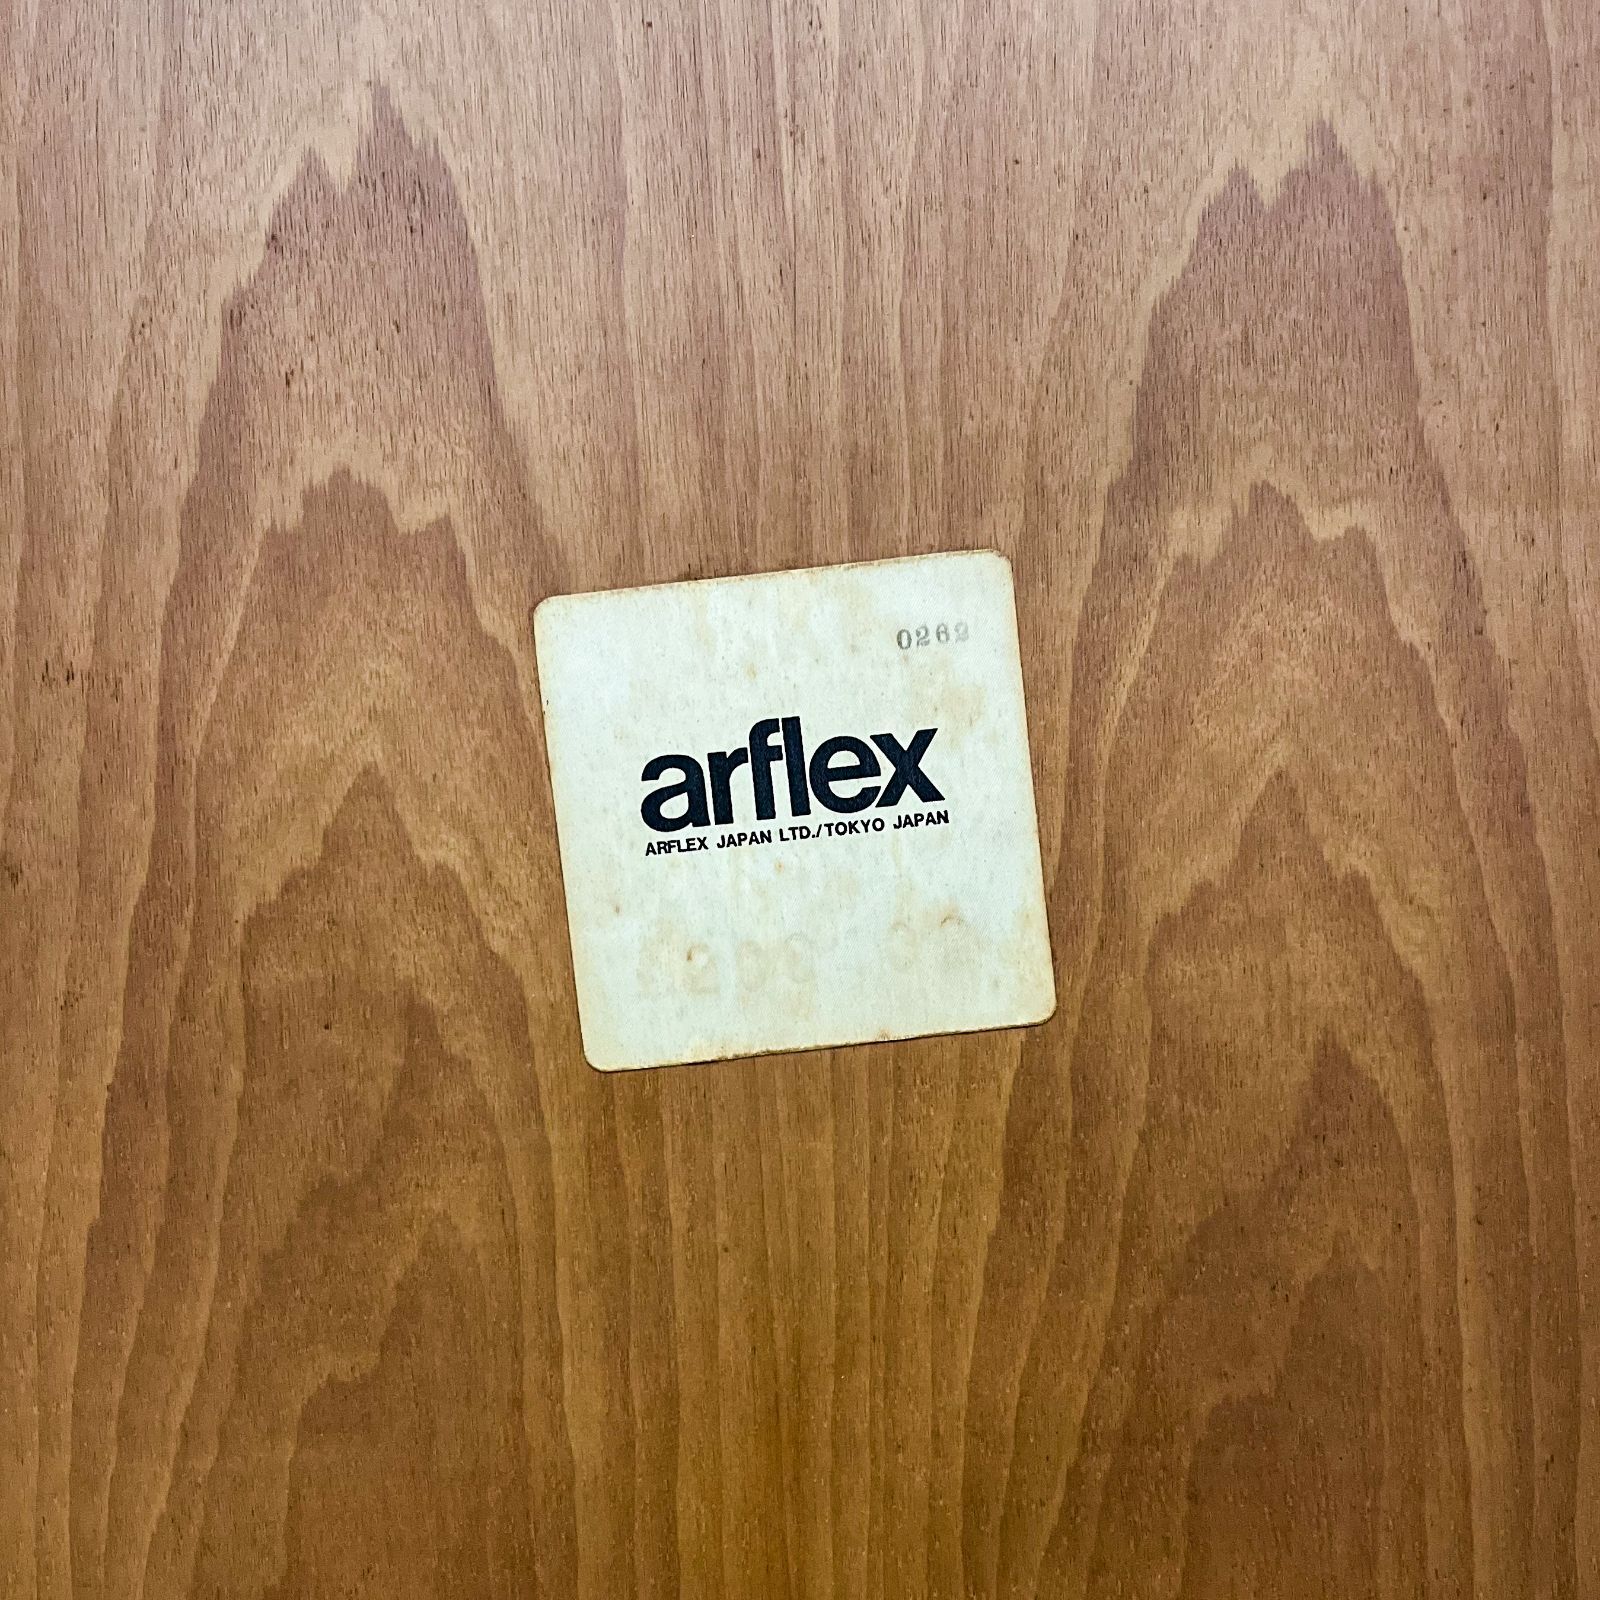 0262
arflex
ARFLEX JAPAN LTD./TOKYO JAPAN